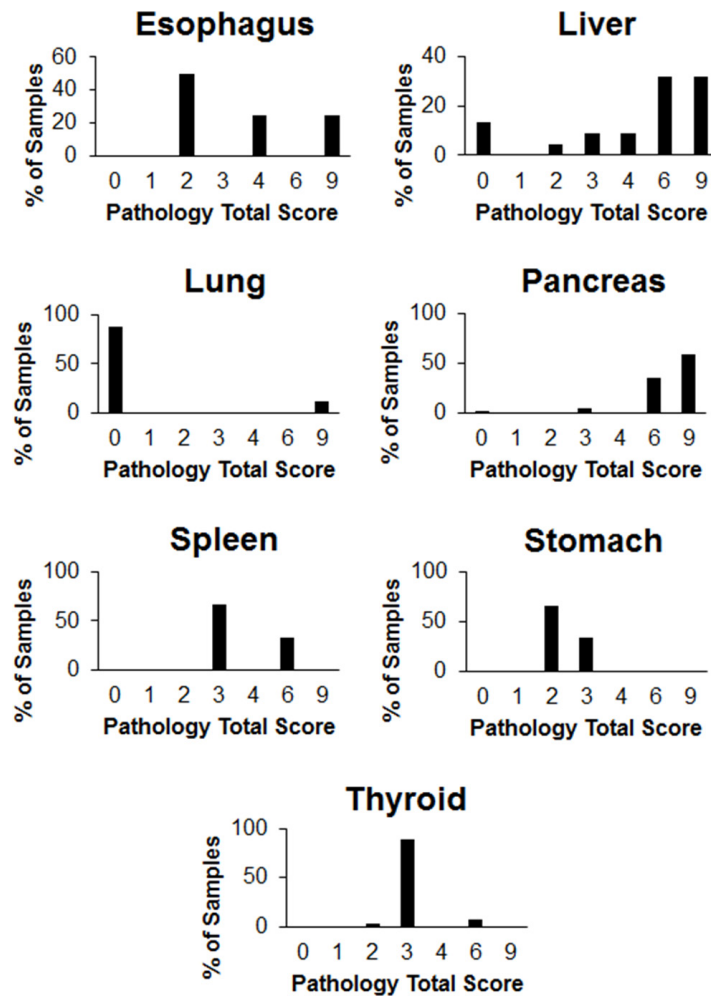 Esophagus
% of Samples
60
40
20
0
0 1 2 3 4 6 9
Pathology Total Score
Liver
% of Samples
40
20
0
0 1 2 3 4 6 9
Pathology Total Score
Lung
% of Samples
100
50
0
0 1 2 3 4 6 9
Pathology Total Score
Pancreas
% of Samples
100
50
0
0 1 2 3 4 6 9
Pathology Total Score
Spleen
% of Samples
100
50
0
0 1 2 3 4 6 9
Pathology Total Score
Stomach
% of Samples
100
50
0
0 1 2 3 4 6 9
Pathology Total Score
Thyroid
% of Samples
100
50
0
0 1 2 3 4 6 9
Pathology Total Score